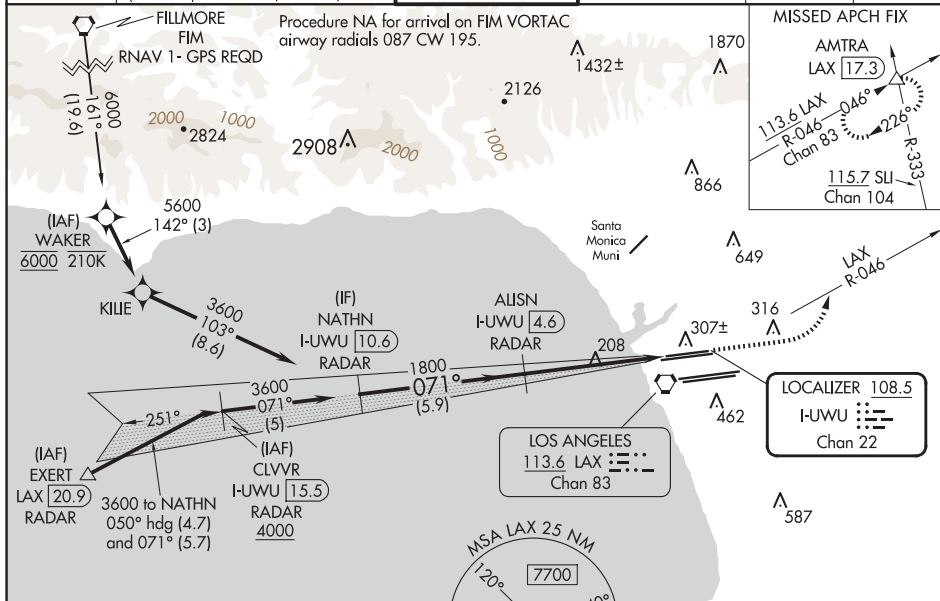 FILLMORE
FIM
RNAV 1- GPS REQD
Procedure NA for arrival on FIM VORTAC
airway radials 087 CW 195.
MISSED APCH FIX
AMTRA
LAX 17.3
113.6 LAX
R-046
046°
Chan 83
226°
R-333
115.7 SLI
Chan 104
1432±
1870
2126
2000
1000
2824
2908
2000
1000
866
649
6000
161°
(19.6)
(IAF)
WAKER
6000 210K
5600
142° (3)
KILIE
3600
103°
(8.6)
Santa
Monica
Muni
LAX
R-046
(IF)
NATHN
I-UWU 10.6
RADAR
ALISN
I-UWU 4.6
RADAR
208
307±
316
462
587
3600
071°
(5)
1800
071°
(5.9)
251°
(IAF)
EXERT
LAX 20.9
RADAR
3600 to NATHN
050° hdg (4.7)
and 071° (5.7)
(IAF)
CLVVR
I-UWU 15.5
RADAR
4000
LOS ANGELES
113.6 LAX
Chan 83
LOCALIZER 108.5
I-UWU
Chan 22
MSA LAX 25 NM
120°
7700